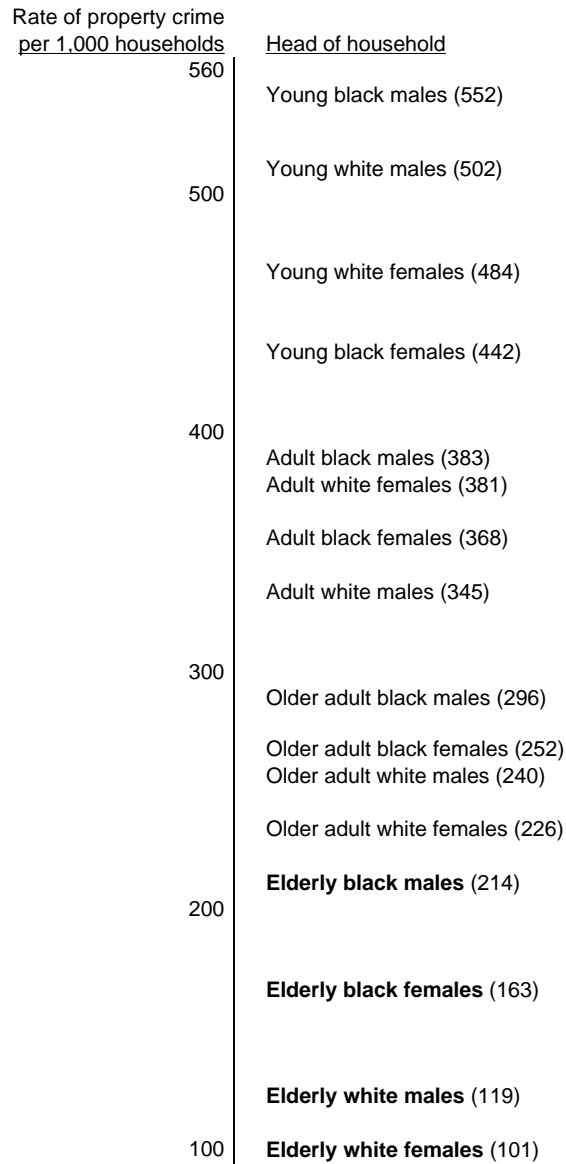 Rate of property crime
per 1,000 households Head of household
560
Young black males (552)
Young white males (502)
500
Young white females (484)
Young black females (442)
400
Adult black males (383)
Adult white females (381)
Adult black females (368)
Adult white males (345)
300
Older adult black males (296)
Older adult black females (252)
Older adult white males (240)
Older adult white females (226)
Elderly black males (214)
200
Elderly black females (163)
Elderly white males (119)
100 Elderly white females (101)